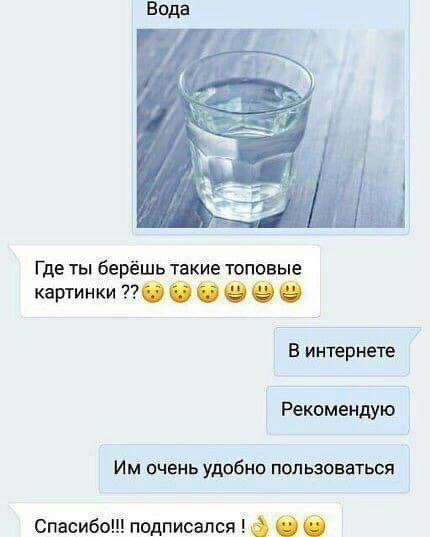 Вода
Где ты берёшь такие топовые
картинки ??😯😯😯😃😃😃
В интернете
Рекомендую
Им очень удобно пользоваться
Спасибо!!! подписался !👌🙂🙂